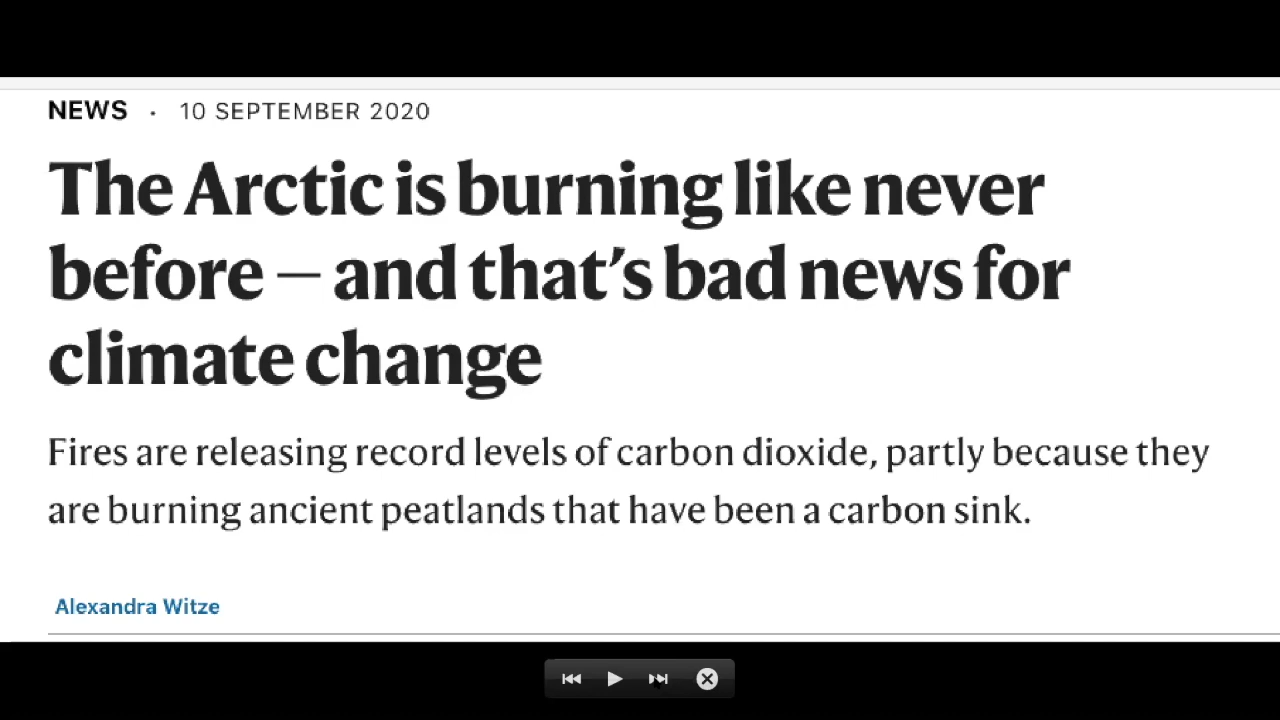 NEWS · 10 SEPTEMBER 2020
The Arctic is burning like never
before — and that’s bad news for
climate change
Fires are releasing record levels of carbon dioxide, partly because they
are burning ancient peatlands that have been a carbon sink.
Alexandra Witze